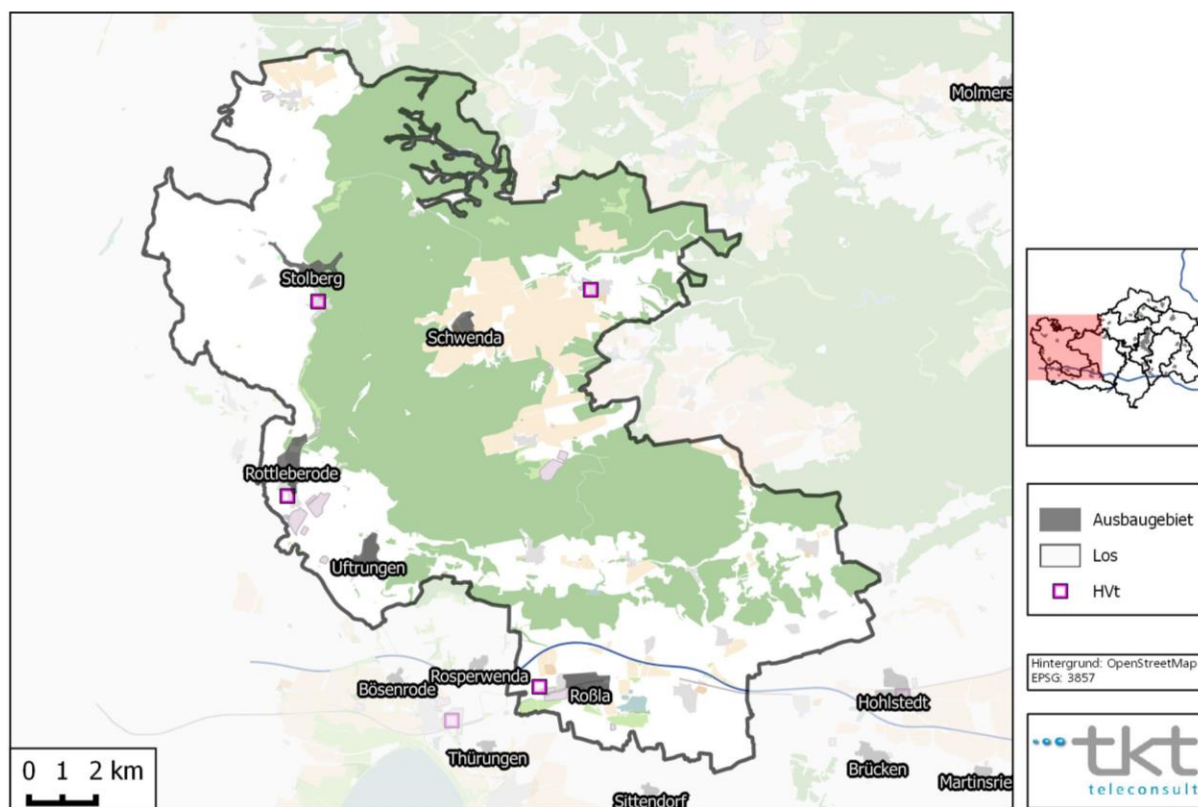 Molmers
Stolberg
Schwenda
Rottleberode
Uftrungen
Rosperwenda
Bösenrode
Roßla
Hohlstedt
Thürungen
Brücken
Martinsrie
Sittendorf
0 1 2 km
Ausbaugebiet
Los
HVt
Hintergrund: OpenStreetMap
EPSG: 3857
tkt
teleconsult